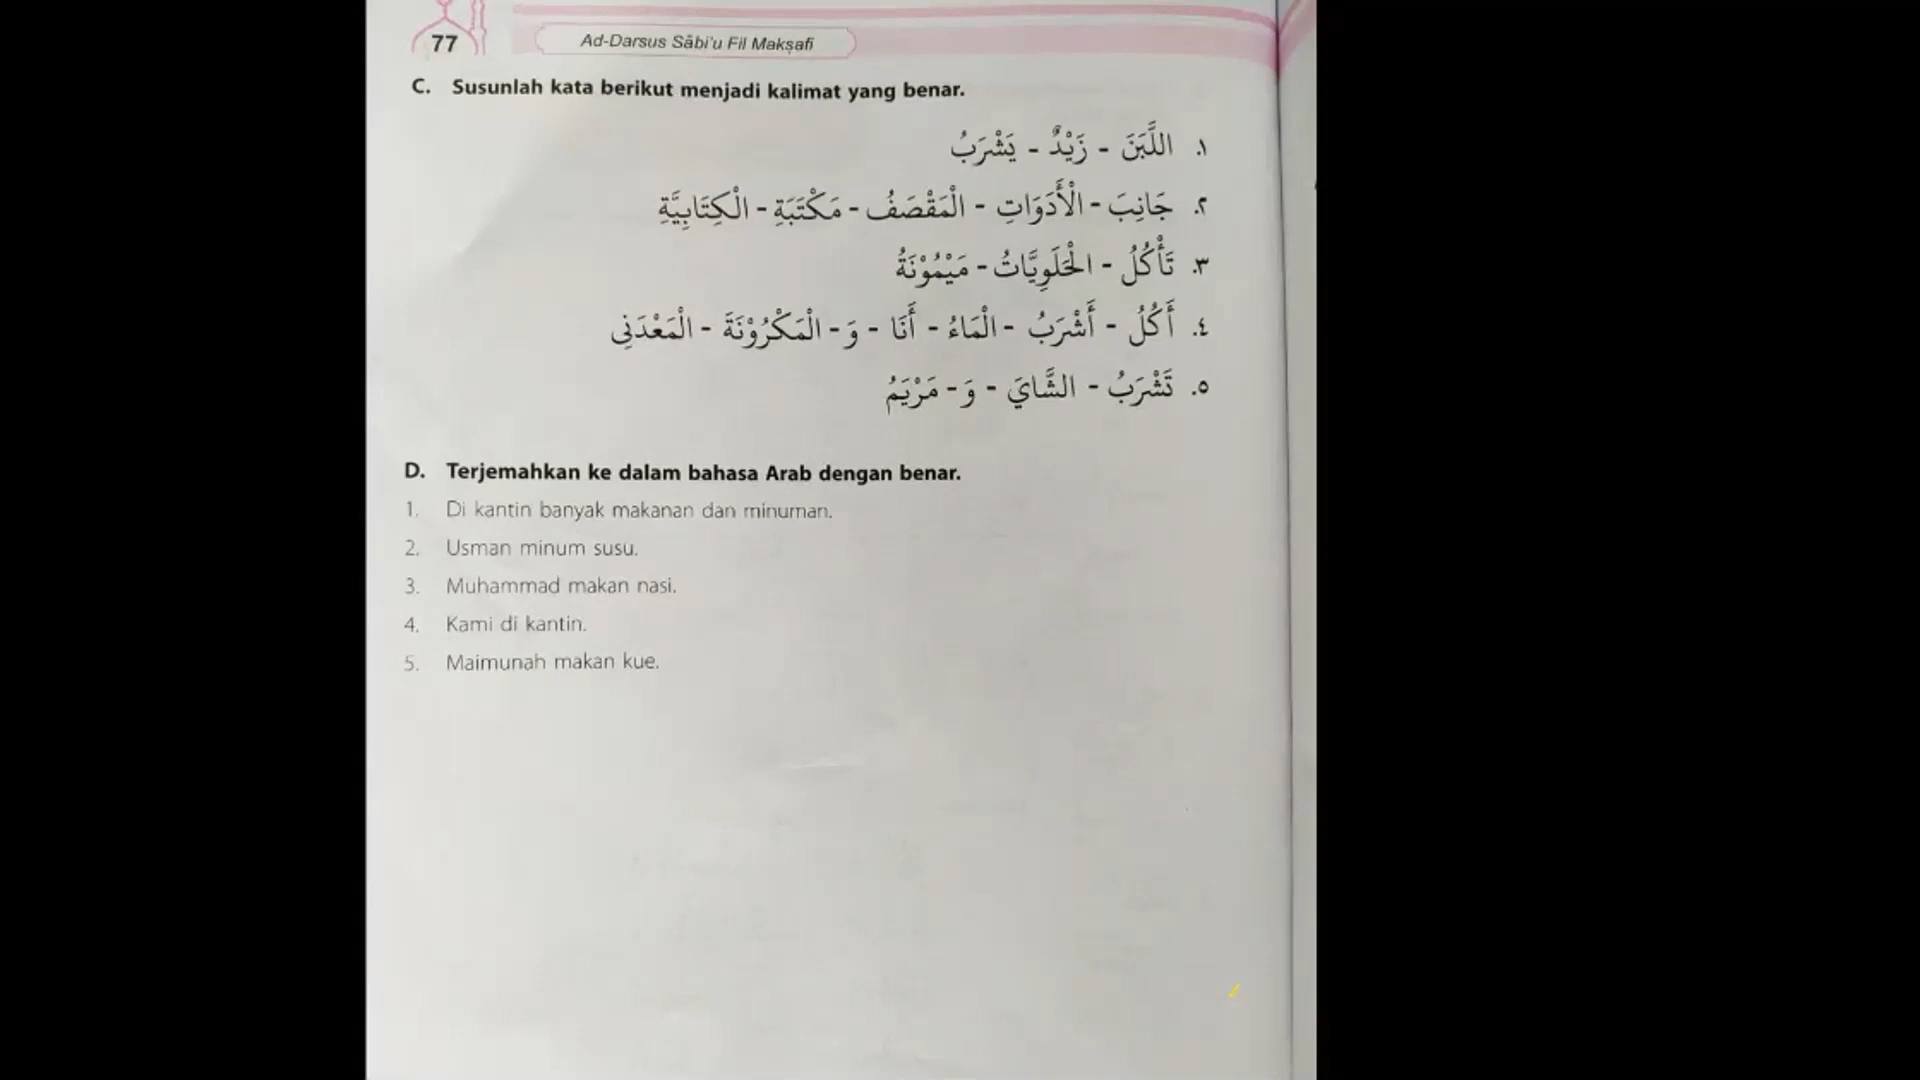 77
Ad-Darsus Sābi'u Fil Makṣafi
C. Susunlah kata berikut menjadi kalimat yang benar.
١. اللَّبَنَ - زَيْدٌ - يَشْرَبُ
٢. جَانِبَ - الْأَدَوَاتِ - الْمَقْصَفُ - مَكْتَبَةِ - الْكِتَابِيَّةِ
٣. تَأْكُلُ - الْحَلَوِيَّاتُ - مَيْمُوْنَةُ
٤. أَكُلُ - أَشْرَبُ - الْمَاءُ - أَنَا - وَ - الْمَكْرُوْنَةَ - الْمَعْدَنِى
٥. تَشْرَبُ - الشَّايَ - وَ - مَرْيَمُ
D. Terjemahkan ke dalam bahasa Arab dengan benar.
1. Di kantin banyak makanan dan minuman.
2. Usman minum susu.
3. Muhammad makan nasi.
4. Kami di kantin.
5. Maimunah makan kue.